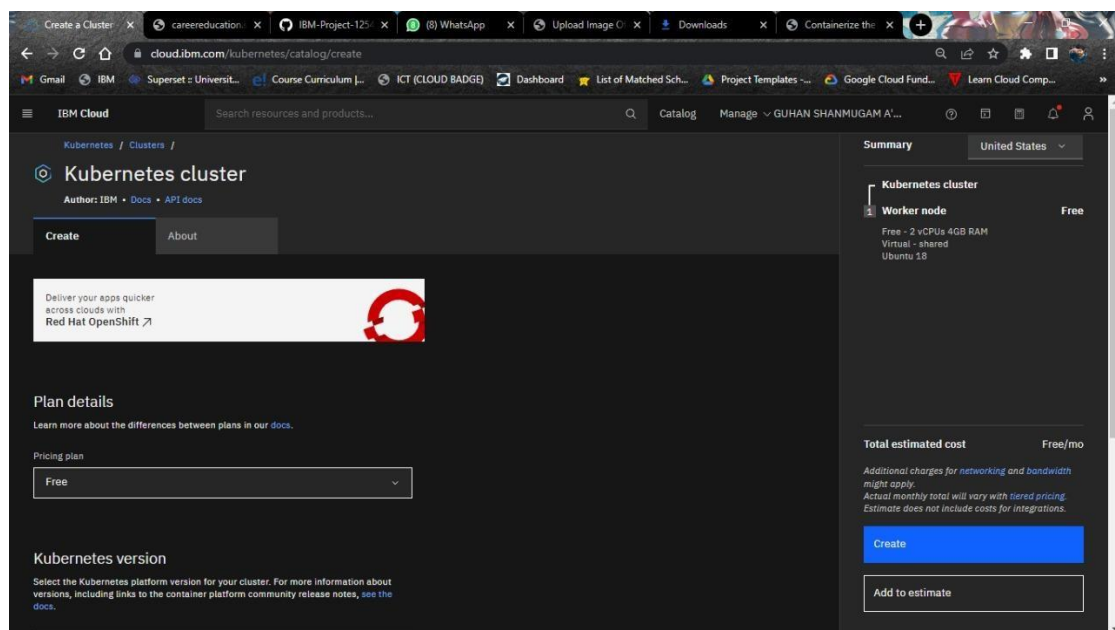 Create a Cluster
careereducation
IBM-Project-125
(8) WhatsApp
Upload Image O
Downloads
Containerize the
cloud.ibm.com/kubernetes/catalog/create
Gmail
IBM
Superset :: Universit...
Course Curriculum |...
ICT (CLOUD BADGE)
Dashboard
List of Matched Sch...
Project Templates -...
Google Cloud Fund...
Learn Cloud Comp...
»
IBM Cloud
Search resources and products...
Catalog
Manage
GUHAN SHANMUGAM A'...
Kubernetes / Clusters /
Kubernetes cluster
Author: IBM • Docs • API docs
Create
About
Deliver your apps quicker
across clouds with
Red Hat OpenShift
Plan details
Learn more about the differences between plans in our docs.
Pricing plan
Free
Kubernetes version
Select the Kubernetes platform version for your cluster. For more information about
versions, including links to the container platform community release notes, see the
docs.
Summary
United States
Kubernetes cluster
1 Worker node Free
Free - 2 vCPUs 4GB RAM
Virtual - shared
Ubuntu 18
Total estimated cost Free/mo
Additional charges for networking and bandwidth
might apply.
Actual monthly total will vary with tiered pricing.
Estimate does not include costs for integrations.
Create
Add to estimate